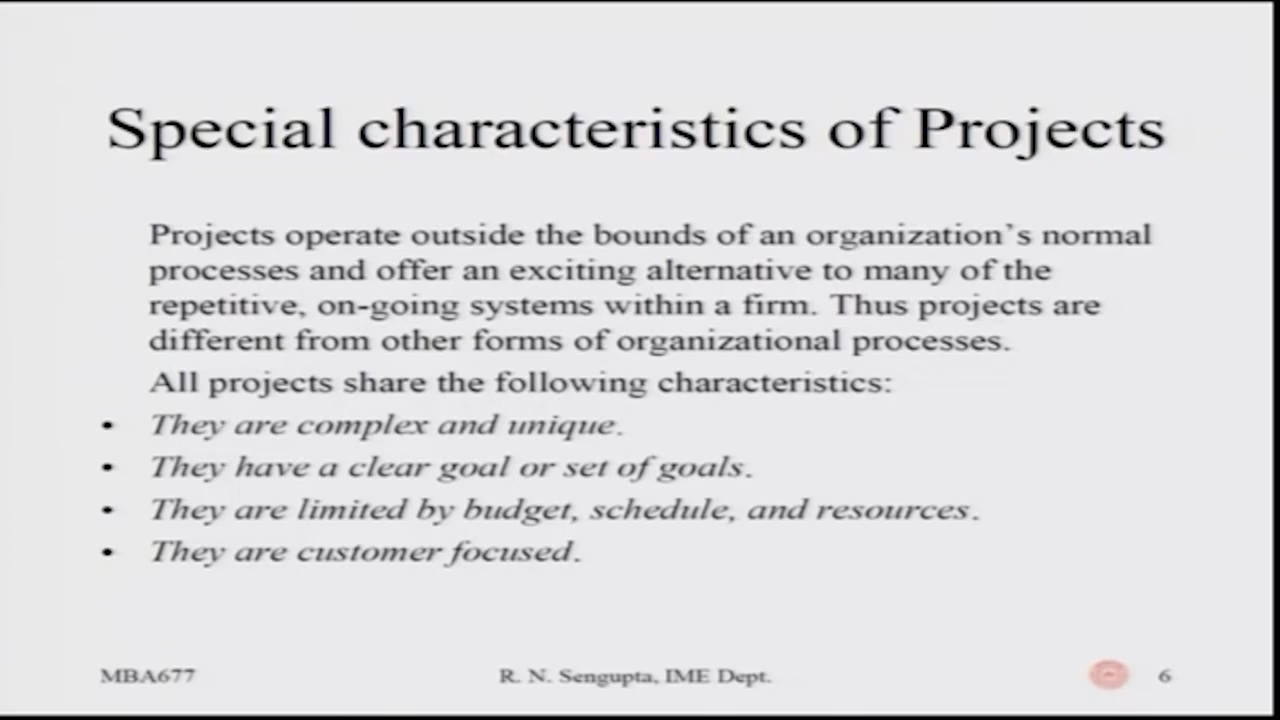 Special characteristics of Projects
Projects operate outside the bounds of an organization's normal
processes and offer an exciting alternative to many of the
repetitive, on-going systems within a firm. Thus projects are
different from other forms of organizational processes.
All projects share the following characteristics:
• They are complex and unique.
• They have a clear goal or set of goals.
• They are limited by budget, schedule, and resources.
• They are customer focused.
MBA677 R. N. Sengupta, IME Dept. 6